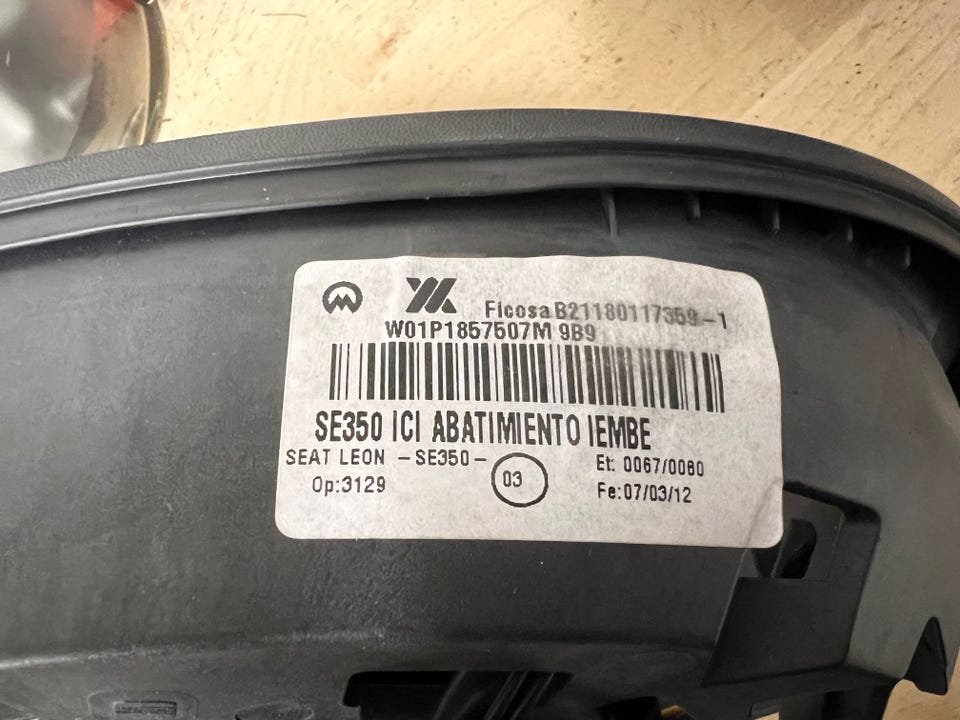 Ficosa B21180117359-1
W01P1857507M 9B9
SE350 ICI ABATIMIENTO IEMBE
SEAT LEON -SE350-
03
Et: 0067/0080
Op:3129
Fe:07/03/12